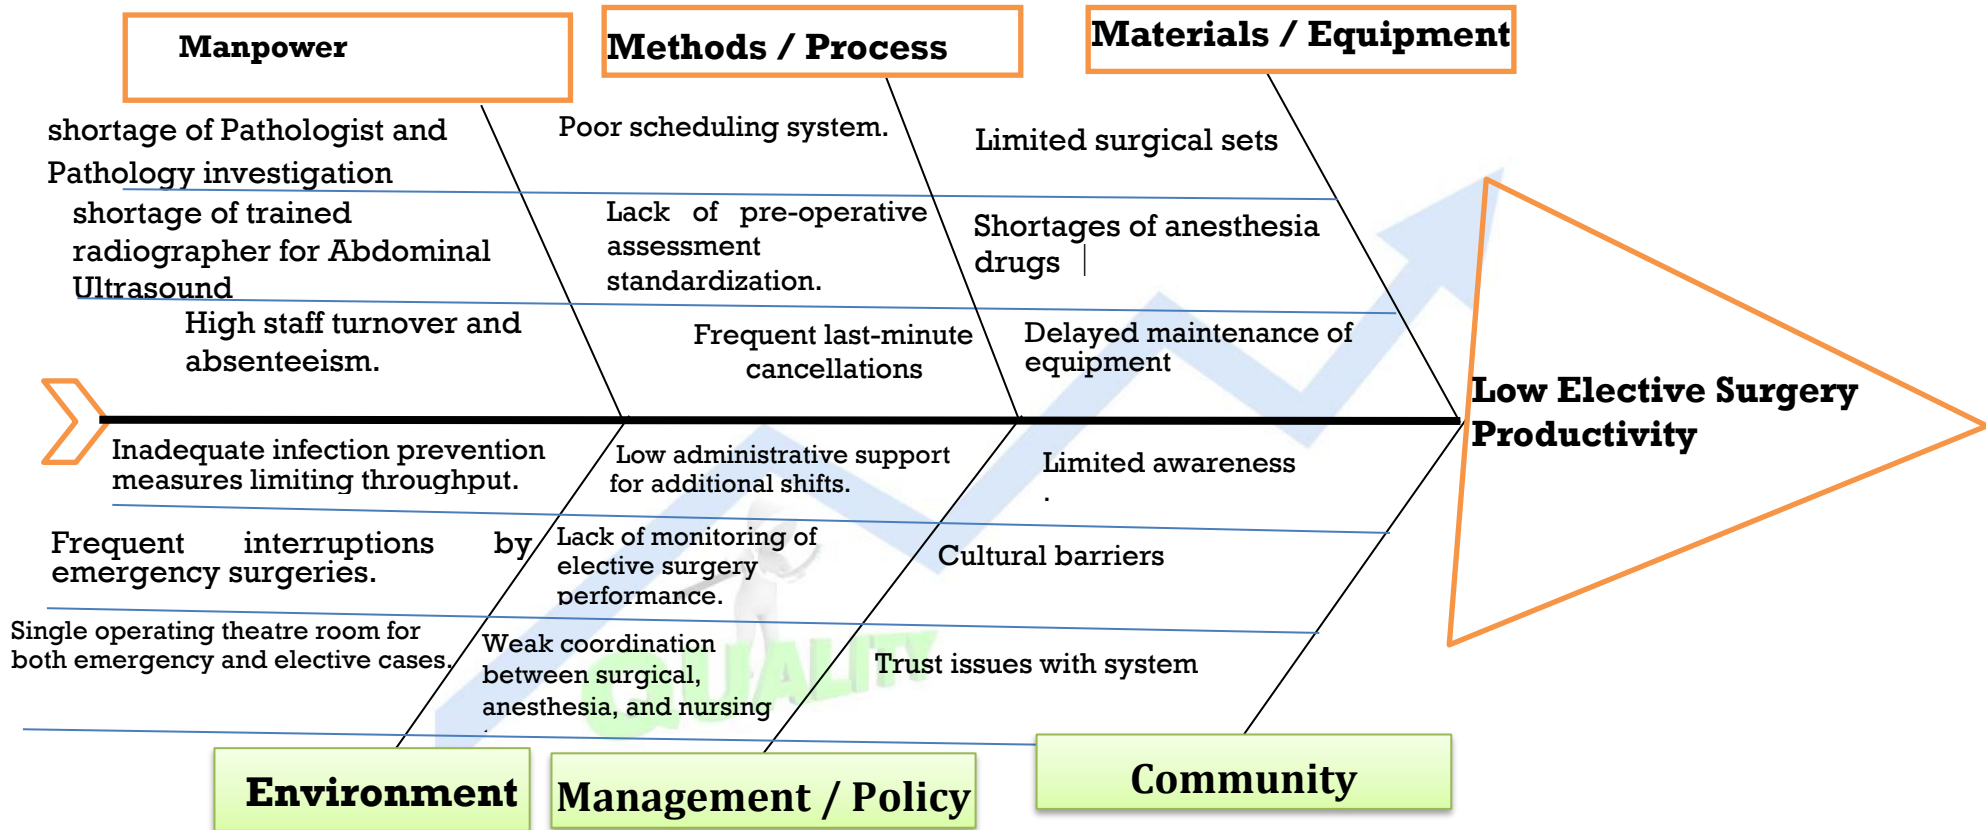 Manpower
Methods / Process
Materials / Equipment
shortage of Pathologist and
Pathology investigation
shortage of trained
radiographer for Abdominal
Ultrasound
High staff turnover and
absenteeism.
Poor scheduling system.
Lack of pre-operative
assessment
standardization.
Frequent last-minute
cancellations
Limited surgical sets
Shortages of anesthesia
drugs
Delayed maintenance of
equipment
Low Elective Surgery
Productivity
Inadequate infection prevention
measures limiting throughput.
Frequent interruptions by
emergency surgeries.
Single operating theatre room for
both emergency and elective cases.
Low administrative support
for additional shifts.
Lack of monitoring of
elective surgery
performance.
Weak coordination
between surgical,
anesthesia, and nursing
Limited awareness
.
Cultural barriers
Trust issues with system
QUALITY
Environment
Management / Policy
Community